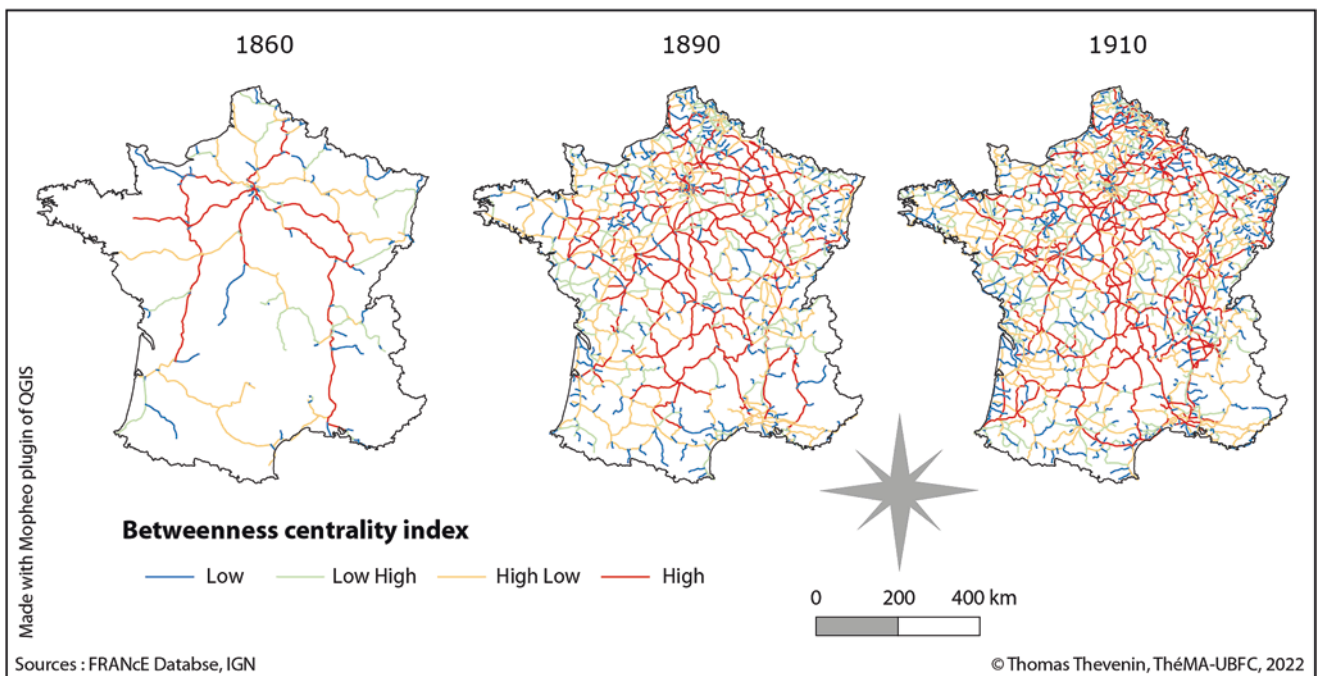 1860
1890
1910
Made with Mopheo plugin of QGIS
Betweenness centrality index
Low
Low High
High Low
High
0
200
400 km
Sources : FRANcE Databse, IGN
© Thomas Thevenin, ThéMA-UBFC, 2022